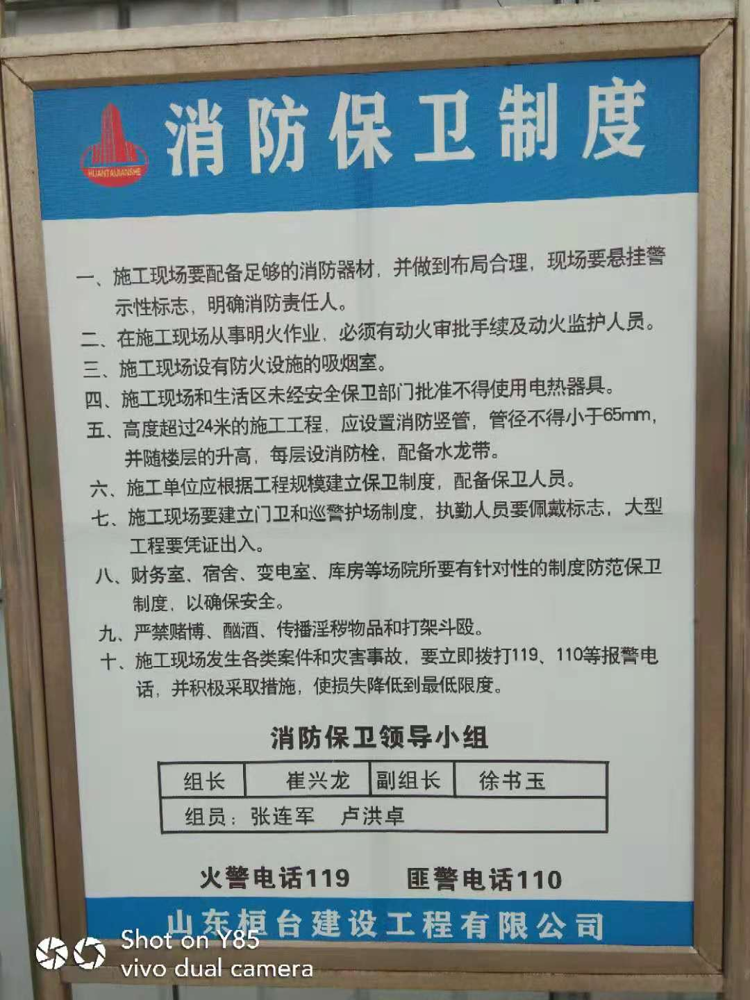 消防保卫制度
HUANTAIJIANSHE
一、施工现场要配备足够的消防器材，并做到布局合理，现场要悬挂警
示性标志，明确消防责任人。
二、在施工现场从事明火作业，必须有动火审批手续及动火监护人员。
三、施工现场设有防火设施的吸烟室。
四、施工现场和生活区未经安全保卫部门批准不得使用电热器具。
五、高度超过24米的施工工程，应设置消防竖管，管径不得小于65mm，
并随楼层的升高，每层设消防栓，配备水龙带。
六、施工单位应根据工程规模建立保卫制度，配备保卫人员。
七、施工现场要建立门卫和巡警护场制度，执勤人员要佩戴标志，大型
工程要凭证出入。
八、财务室、宿舍、变电室、库房等场院所要有针对性的制度防范保卫
制度，以确保安全。
九、严禁赌博、酗酒、传播淫秽物品和打架斗殴。
十、施工现场发生各类案件和灾害事故，要立即拨打119、110等报警电
话，并积极采取措施，使损失降低到最低限度。
消防保卫领导小组
组长 崔兴龙 副组长 徐书玉
组员：张连军 卢洪卓
火警电话119 匪警电话110
山东桓台建设工程有限公司
Shot on Y85
vivo dual camera